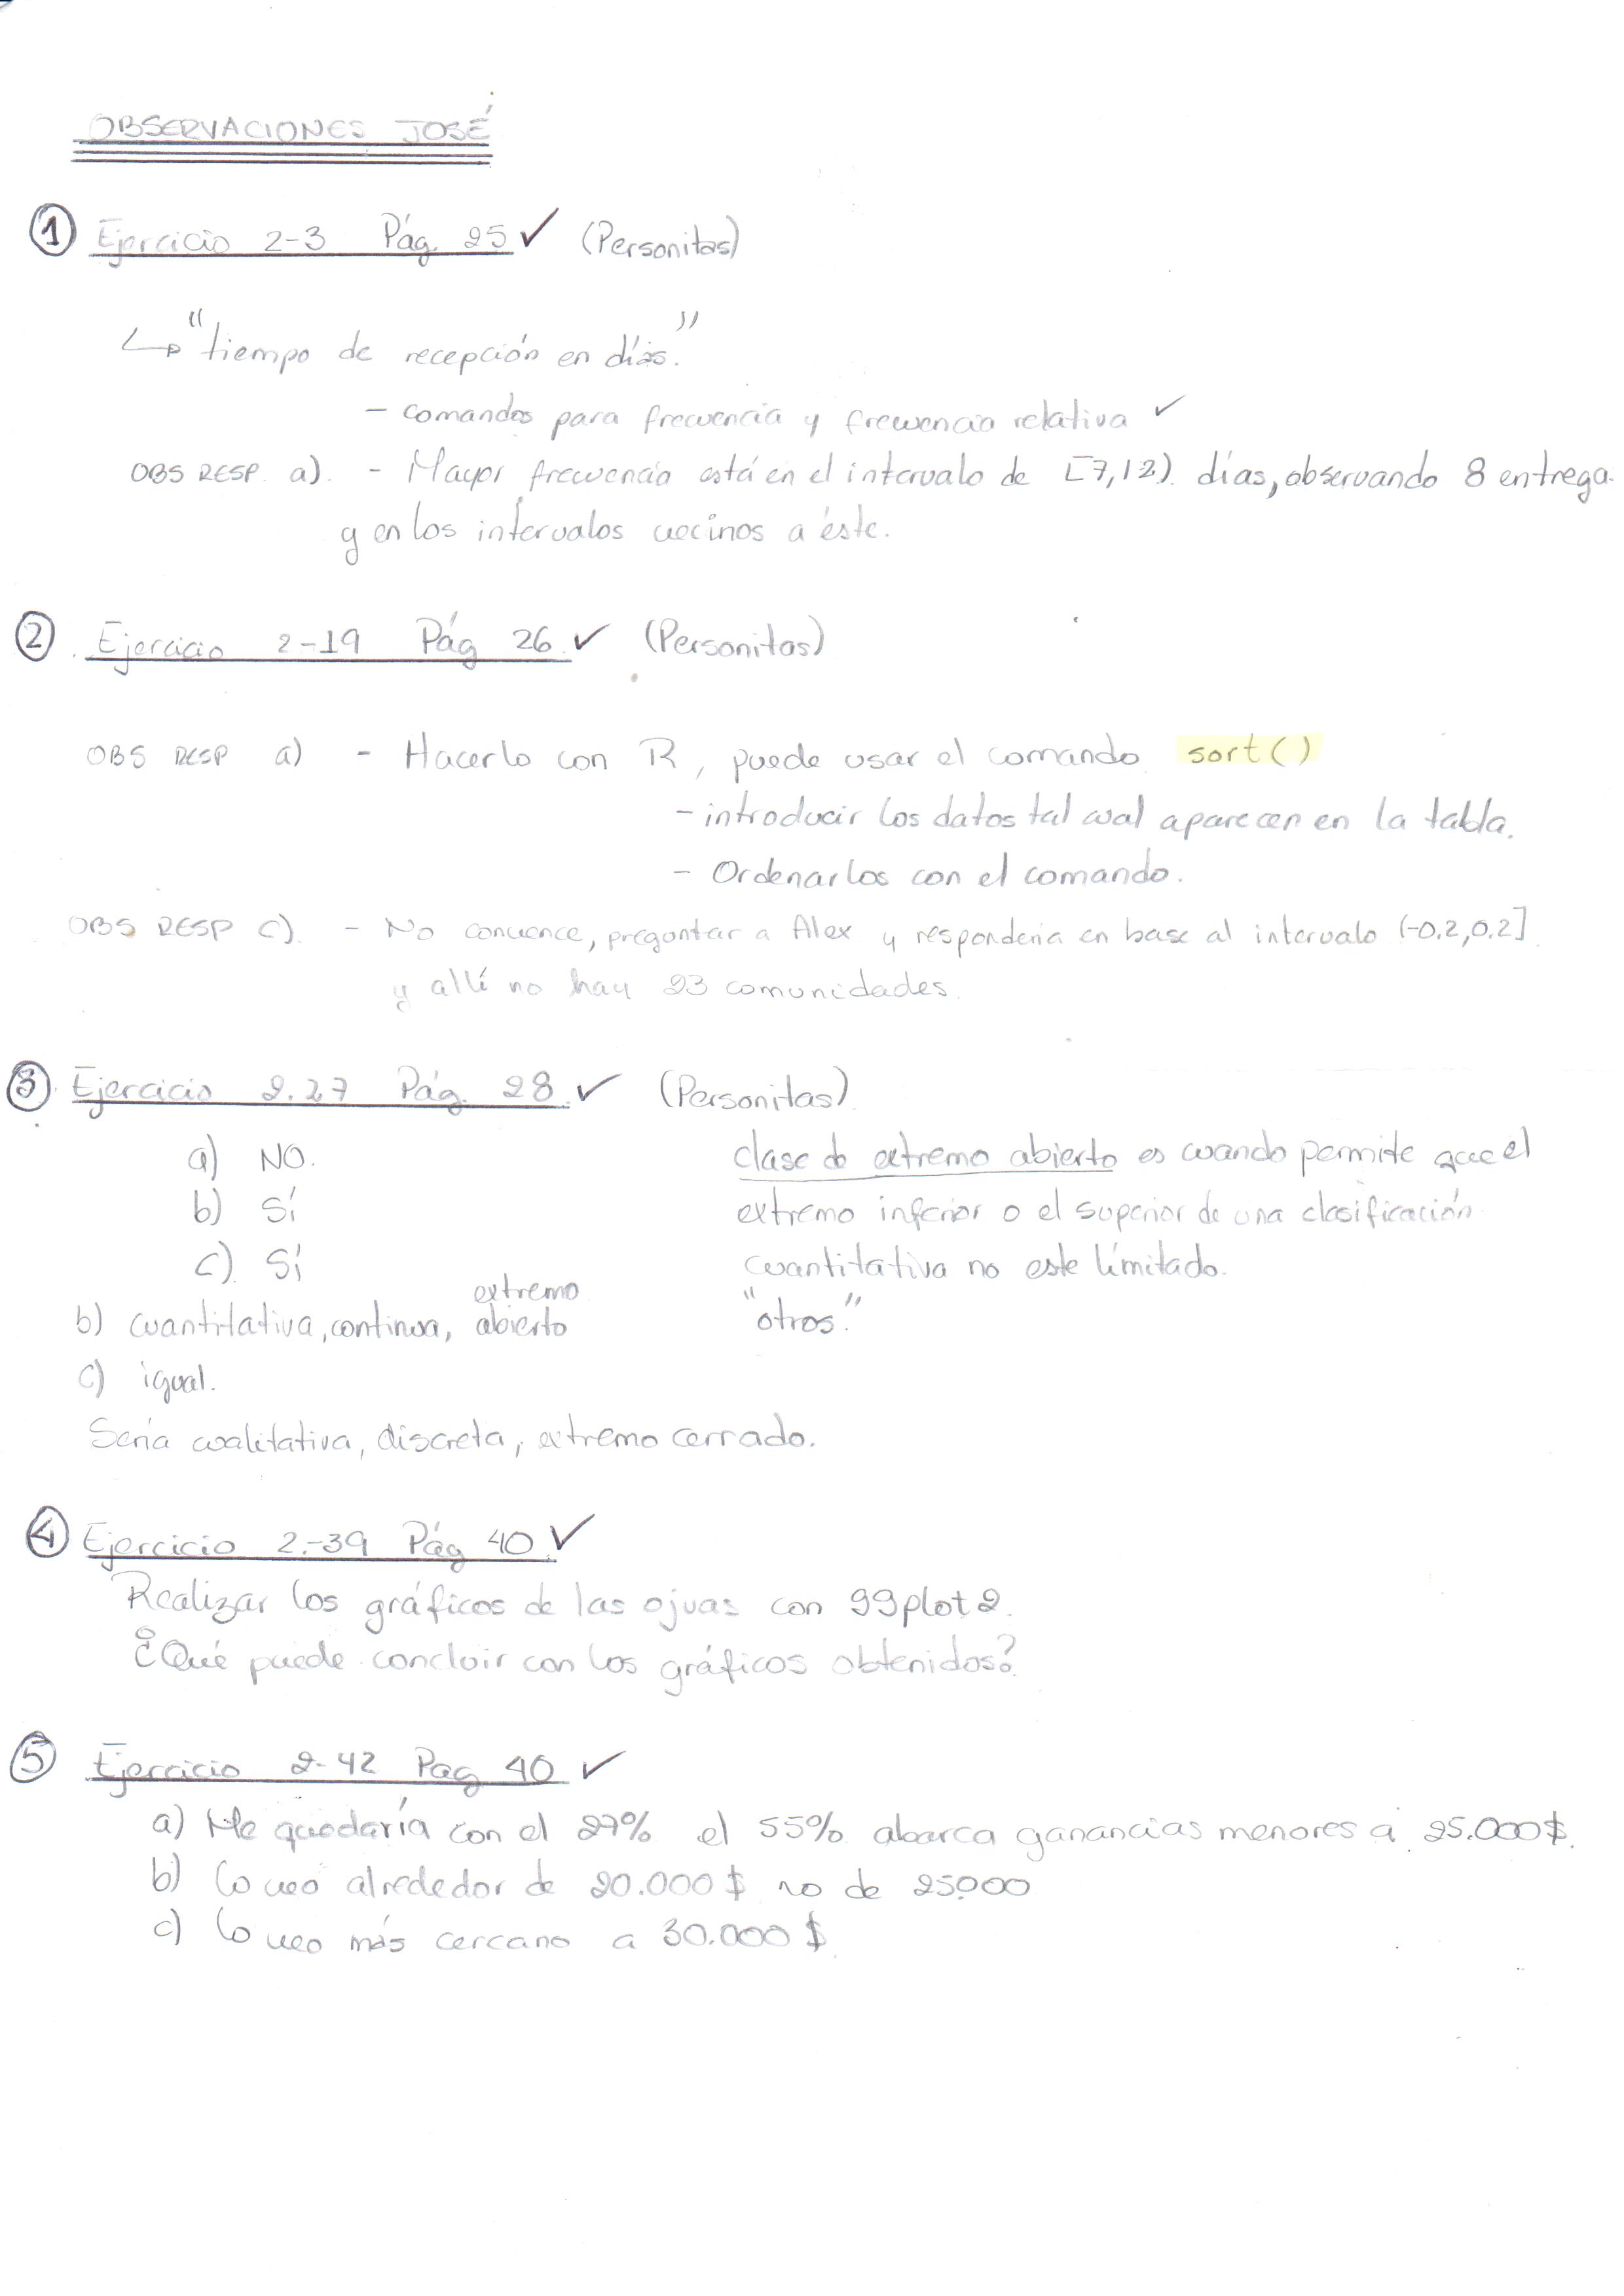 OBSERVACIONES JOSÉ
1 Ejercicio 2-3 Pág. 25 ✓ (Personitas)
↳ "tiempo de recepción en días."
- comandos para frecuencia y frecuencia relativa ✓
OBS RESP. a). - Mayor frecuencia está en el intervalo de [7,12) días, observando 8 entrega.
y en los intervalos vecinos a éste.
2 Ejercicio 2-19 Pág 26 ✓ (Personitas)
OBS RESP a) - Hacerlo con R, puede usar el comando sort()
- introducir los datos tal cual aparecen en la tabla.
- Ordenarlos con el comando.
OBS RESP c). - No convence, preguntar a Alex y respondería en base al intervalo (-0.2,0.2]
y allí no hay 23 comunidades.
3 Ejercicio 2.27 Pág. 28 ✓ (Personitas)
a) NO. clase de extremo abierto es cuando permite que el
b) Sí extremo inferior o el superior de una clasificación
c). Sí cuantitativa no este límitado.
extremo
b) cuantitativa, continua, abierto "otros."
c) igual.
Sería cualitativa, discreta, extremo cerrado.
4 Ejercicio 2.-39 Pág 40 ✓
Realizar los gráficos de las ojivas con ggplot2.
¿Qué puede concluir con los gráficos obtenidos?
5 Ejercicio 2-42 Pag 40 ✓
a) Me quedaría con el 27% el 55% abarca ganancias menores a 25.000$.
b) lo veo alrededor de 20.000$ no de 25000
c) lo veo más cercano a 30.000$